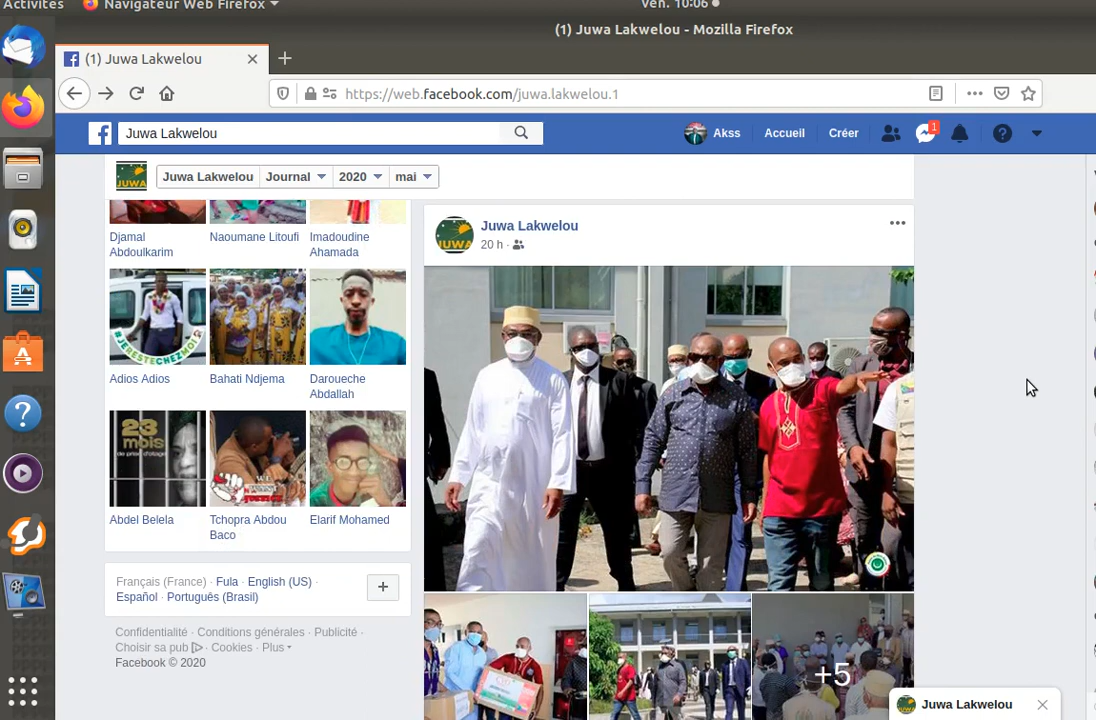 Activités Navigateur Web Firefox ven. 10:06
(1) Juwa Lakwelou - Mozilla Firefox
(1) Juwa Lakwelou
https://web.facebook.com/juwa.lakwelou.1
Juwa Lakwelou Akss Accueil Créer 1
JUWA Juwa Lakwelou Journal 2020 mai
Djamal Abdoulkarim
Naoumane Litoufi
Imadoudine Ahamada
#JERESTECHEZMOI
Adios Adios
Bahati Ndjema
Daroueche Abdallah
23 mois
Abdel Belela
Tchopra Abdou Baco
Elarif Mohamed
Français (France) · Fula · English (US) ·
Español · Português (Brasil)
Confidentialité · Conditions générales · Publicité ·
Choisir sa pub · Cookies · Plus
Facebook © 2020
JUWA
Juwa Lakwelou
20 h ·
+5
Juwa Lakwelou